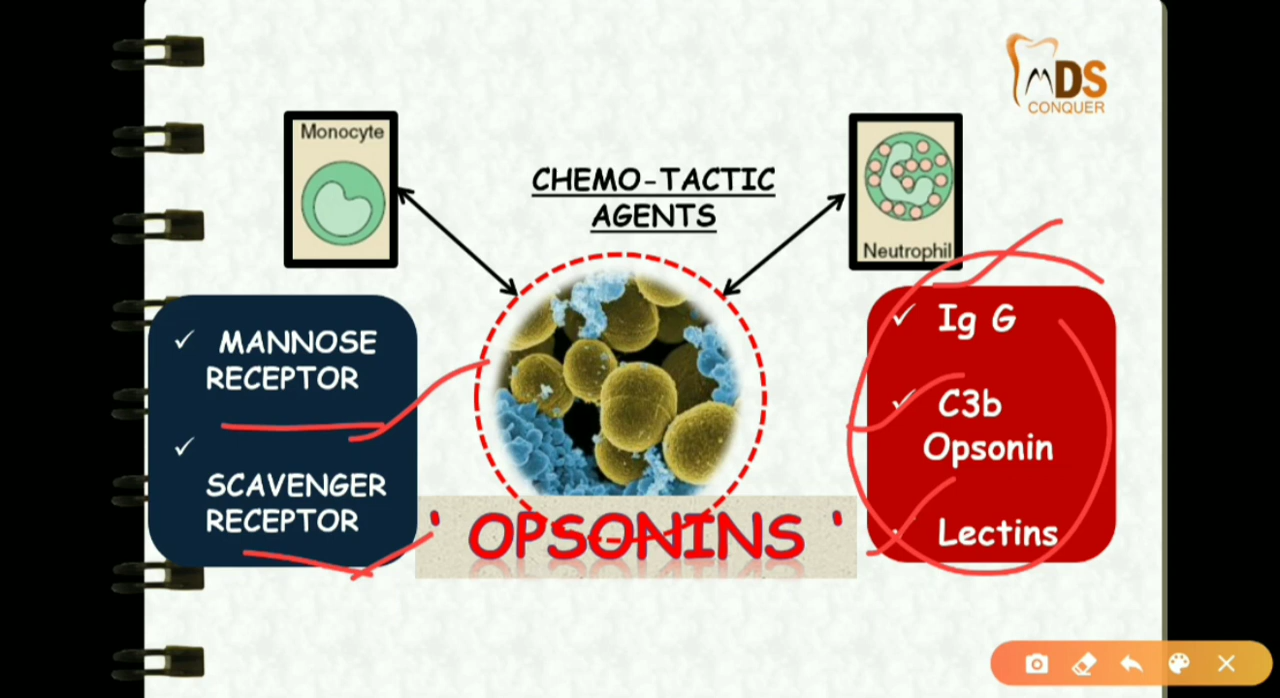 MDS
CONQUER
Monocyte
CHEMO-TACTIC
AGENTS
Neutrophil
✓ MANNOSE
RECEPTOR
✓
SCAVENGER
RECEPTOR
✓ Ig G
✓ C3b
Opsonin
✓ Lectins
' OPSONINS '